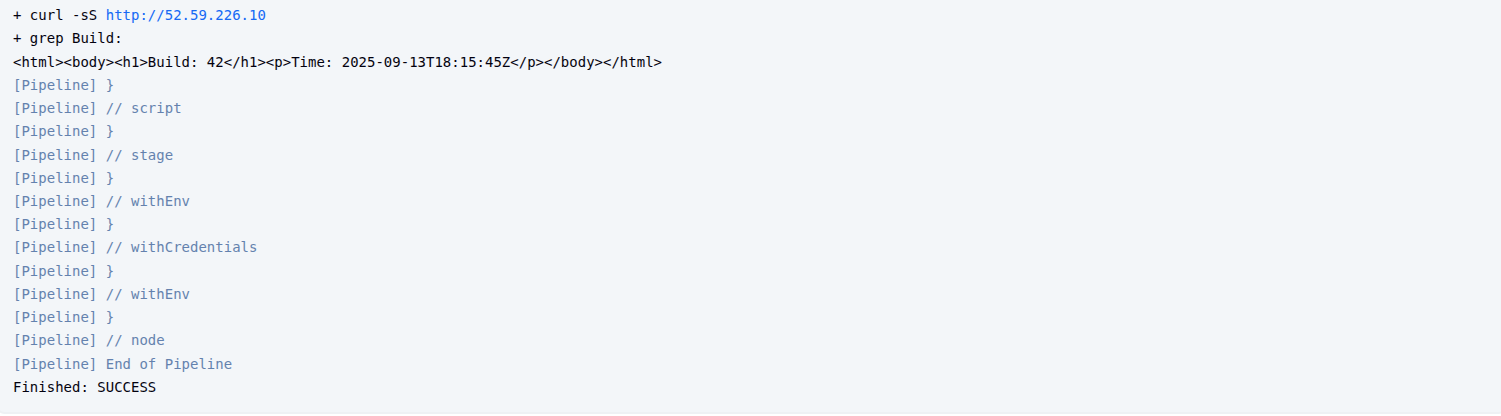 + curl -sS http://52.59.226.10
+ grep Build:
<html><body><h1>Build: 42</h1><p>Time: 2025-09-13T18:15:45Z</p></body></html>
[Pipeline] }
[Pipeline] // script
[Pipeline] }
[Pipeline] // stage
[Pipeline] }
[Pipeline] // withEnv
[Pipeline] }
[Pipeline] // withCredentials
[Pipeline] }
[Pipeline] // withEnv
[Pipeline] }
[Pipeline] // node
[Pipeline] End of Pipeline
Finished: SUCCESS